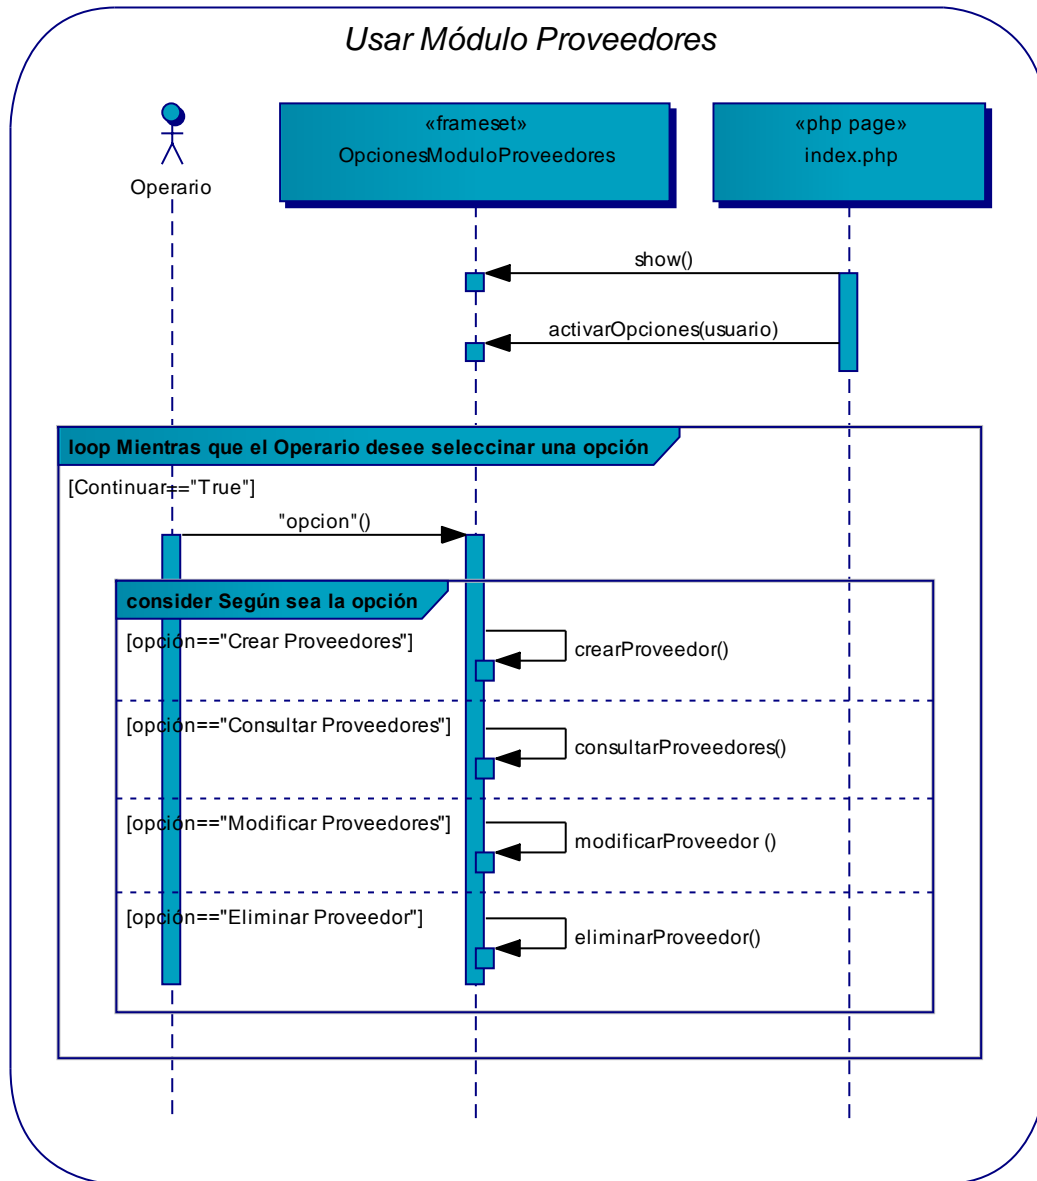 Usar Módulo Proveedores
«frameset»
OpcionesModuloProveedores
«php page»
index.php
Operario
show()
activarOpciones(usuario)
loop Mientras que el Operario desee seleccinar una opción
[Continuar=="True"]
"opcion"()
consider Según sea la opción
[opción=="Crear Proveedores"]
crearProveedor()
[opción=="Consultar Proveedores"]
consultarProveedores()
[opción=="Modificar Proveedores"]
modificarProveedor ()
[opción=="Eliminar Proveedor"]
eliminarProveedor()